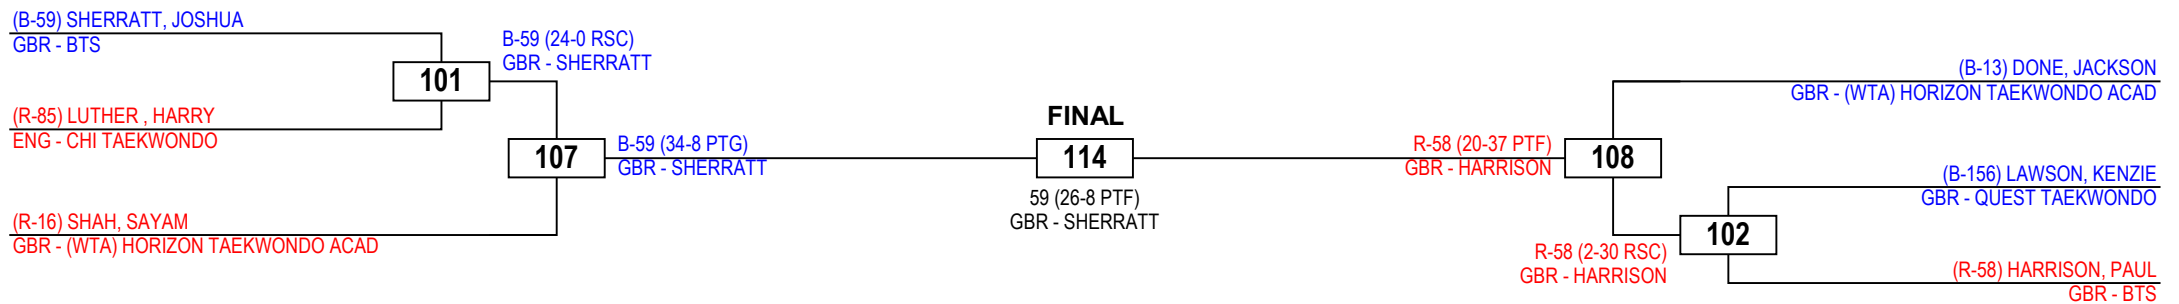 (B-59) SHERRATT, JOSHUA
GBR - BTS
(R-85) LUTHER , HARRY
ENG - CHI TAEKWONDO
101
B-59 (24-0 RSC)
GBR - SHERRATT
(R-16) SHAH, SAYAM
GBR - (WTA) HORIZON TAEKWONDO ACAD
107
B-59 (34-8 PTG)
GBR - SHERRATT
FINAL
114
59 (26-8 PTF)
GBR - SHERRATT
R-58 (20-37 PTF)
GBR - HARRISON
108
(B-13) DONE, JACKSON
GBR - (WTA) HORIZON TAEKWONDO ACAD
(B-156) LAWSON, KENZIE
GBR - QUEST TAEKWONDO
102
R-58 (2-30 RSC)
GBR - HARRISON
(R-58) HARRISON, PAUL
GBR - BTS